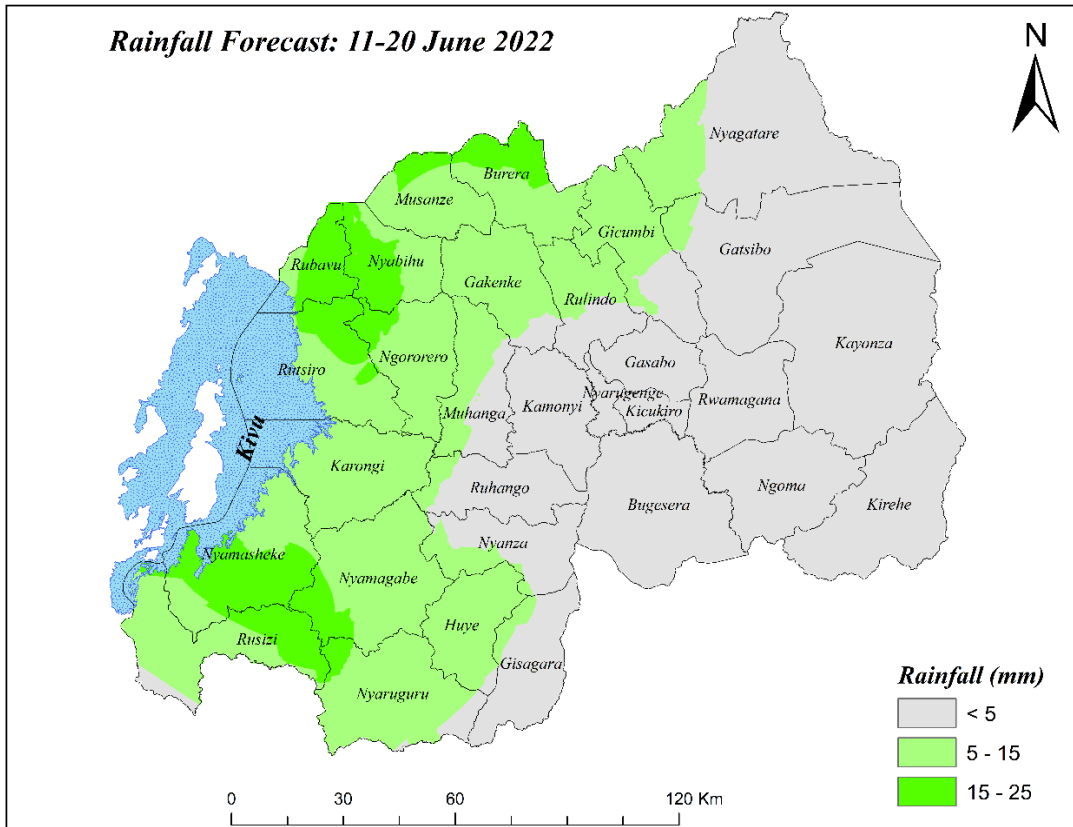 Rainfall Forecast: 11-20 June 2022
N
Nyagatare
Burera
Musanze
Gicumbi
Gatsibo
Rubavu
Nyabihu
Gakenke
Rulindo
Kayonza
Ngororero
Gasabo
Rutsiro
Nyarugenge
Rwamagana
Muhanga
Kamonyi
Kicukiro
Kivu
Karongi
Ruhango
Ngoma
Bugesera
Kirehe
Nyanza
Nyamasheke
Nyamagabe
Huye
Rusizi
Gisagara
Nyaruguru
Rainfall (mm)
< 5
5 - 15
15 - 25
0 30 60 120 Km